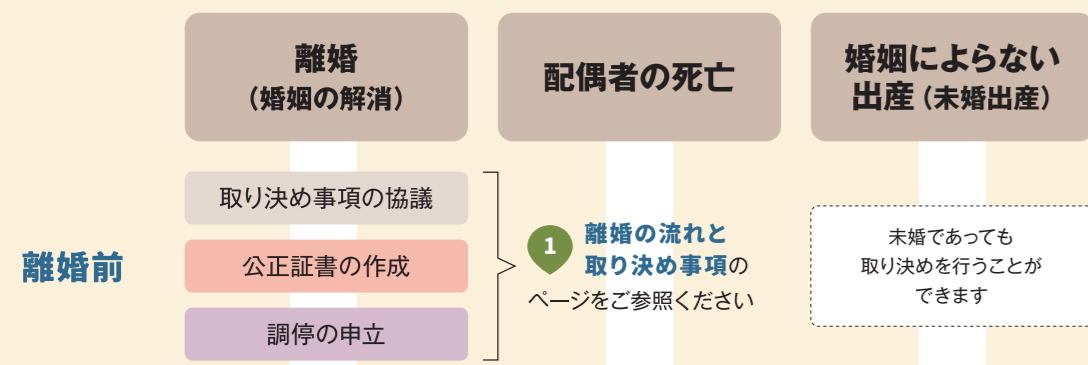 離婚
（婚姻の解消）
配偶者の死亡
婚姻によらない
出産（未婚出産）
離婚前
取り決め事項の協議
公正証書の作成
調停の申立
1
離婚の流れと
取り決め事項の
ページをご参照ください
未婚であっても
取り決めを行うことが
できます